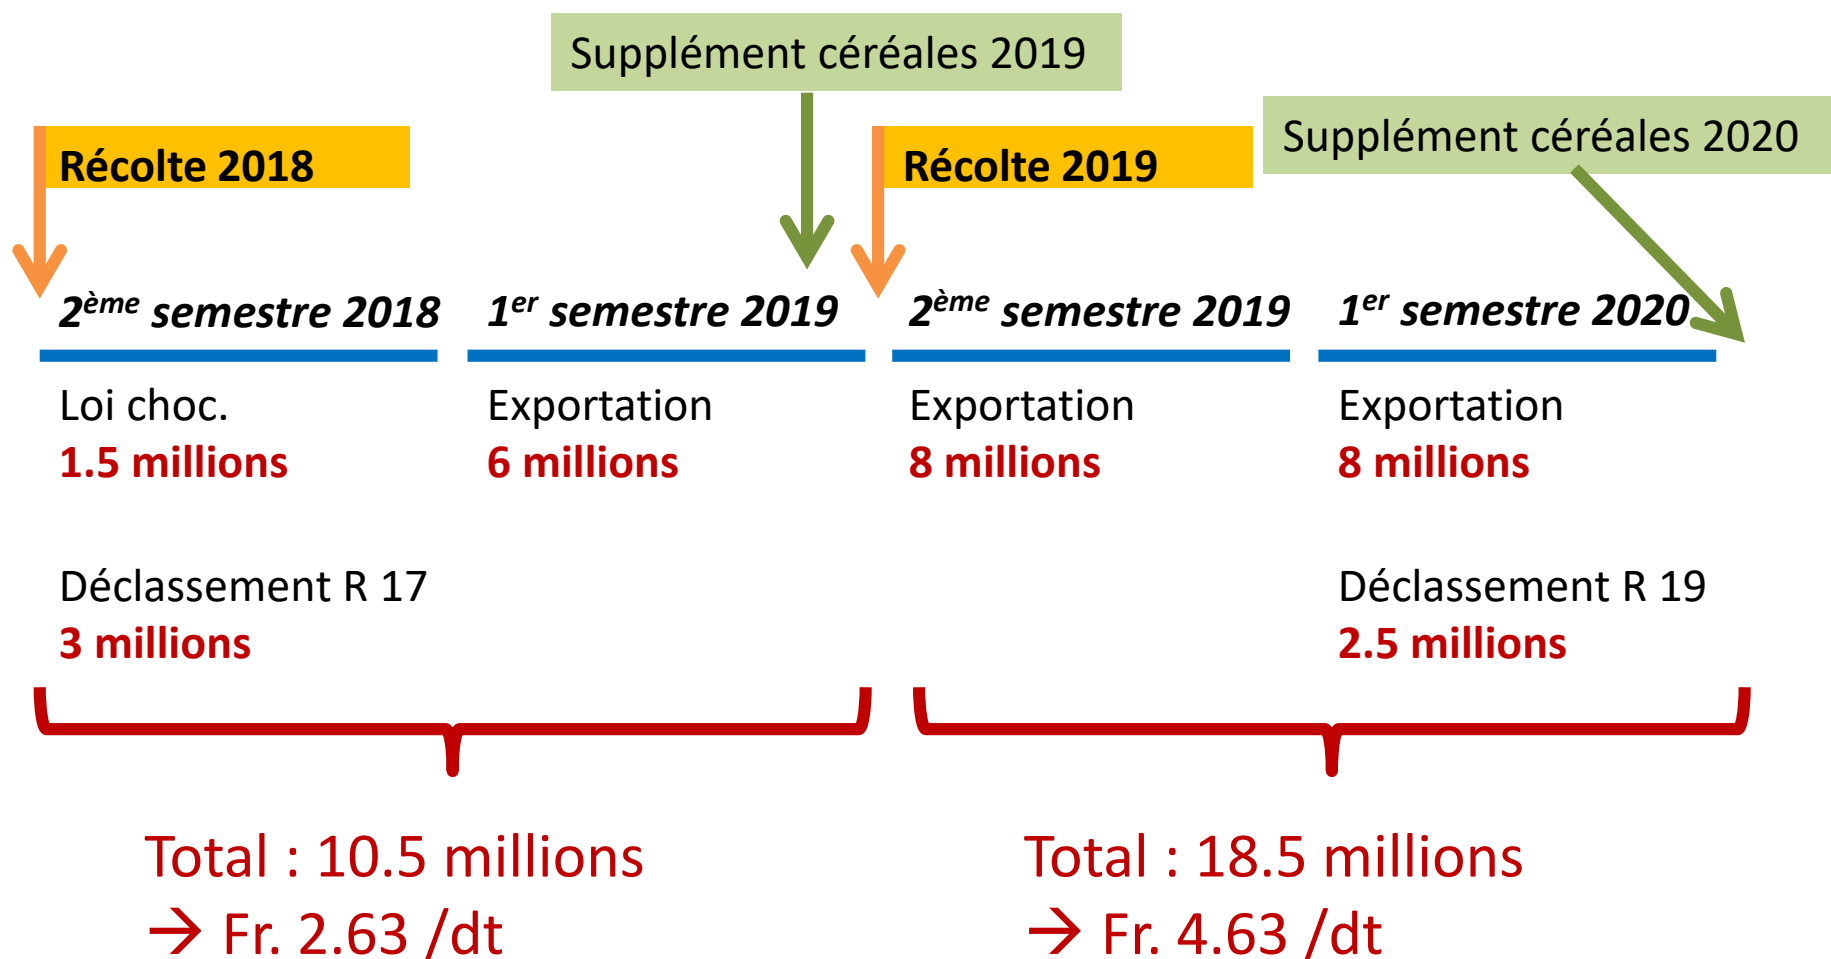 Supplément céréales 2019
Récolte 2018
Récolte 2019
Supplément céréales 2020
2ème semestre 2018
1er semestre 2019
2ème semestre 2019
1er semestre 2020
Loi choc.
1.5 millions
Exportation
6 millions
Exportation
8 millions
Exportation
8 millions
Déclassement R 17
3 millions
Déclassement R 19
2.5 millions
Total : 10.5 millions
→ Fr. 2.63 /dt
Total : 18.5 millions
→ Fr. 4.63 /dt